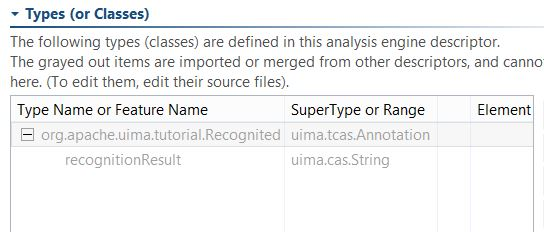 Types (or Classes)
The following types (classes) are defined in this analysis engine descriptor.
The grayed out items are imported or merged from other descriptors, and canno
here. (To edit them, edit their source files).
Type Name or Feature Name SuperType or Range Element
org.apache.uima.tutorial.Recognited uima.tcas.Annotation
recognitionResult uima.cas.String